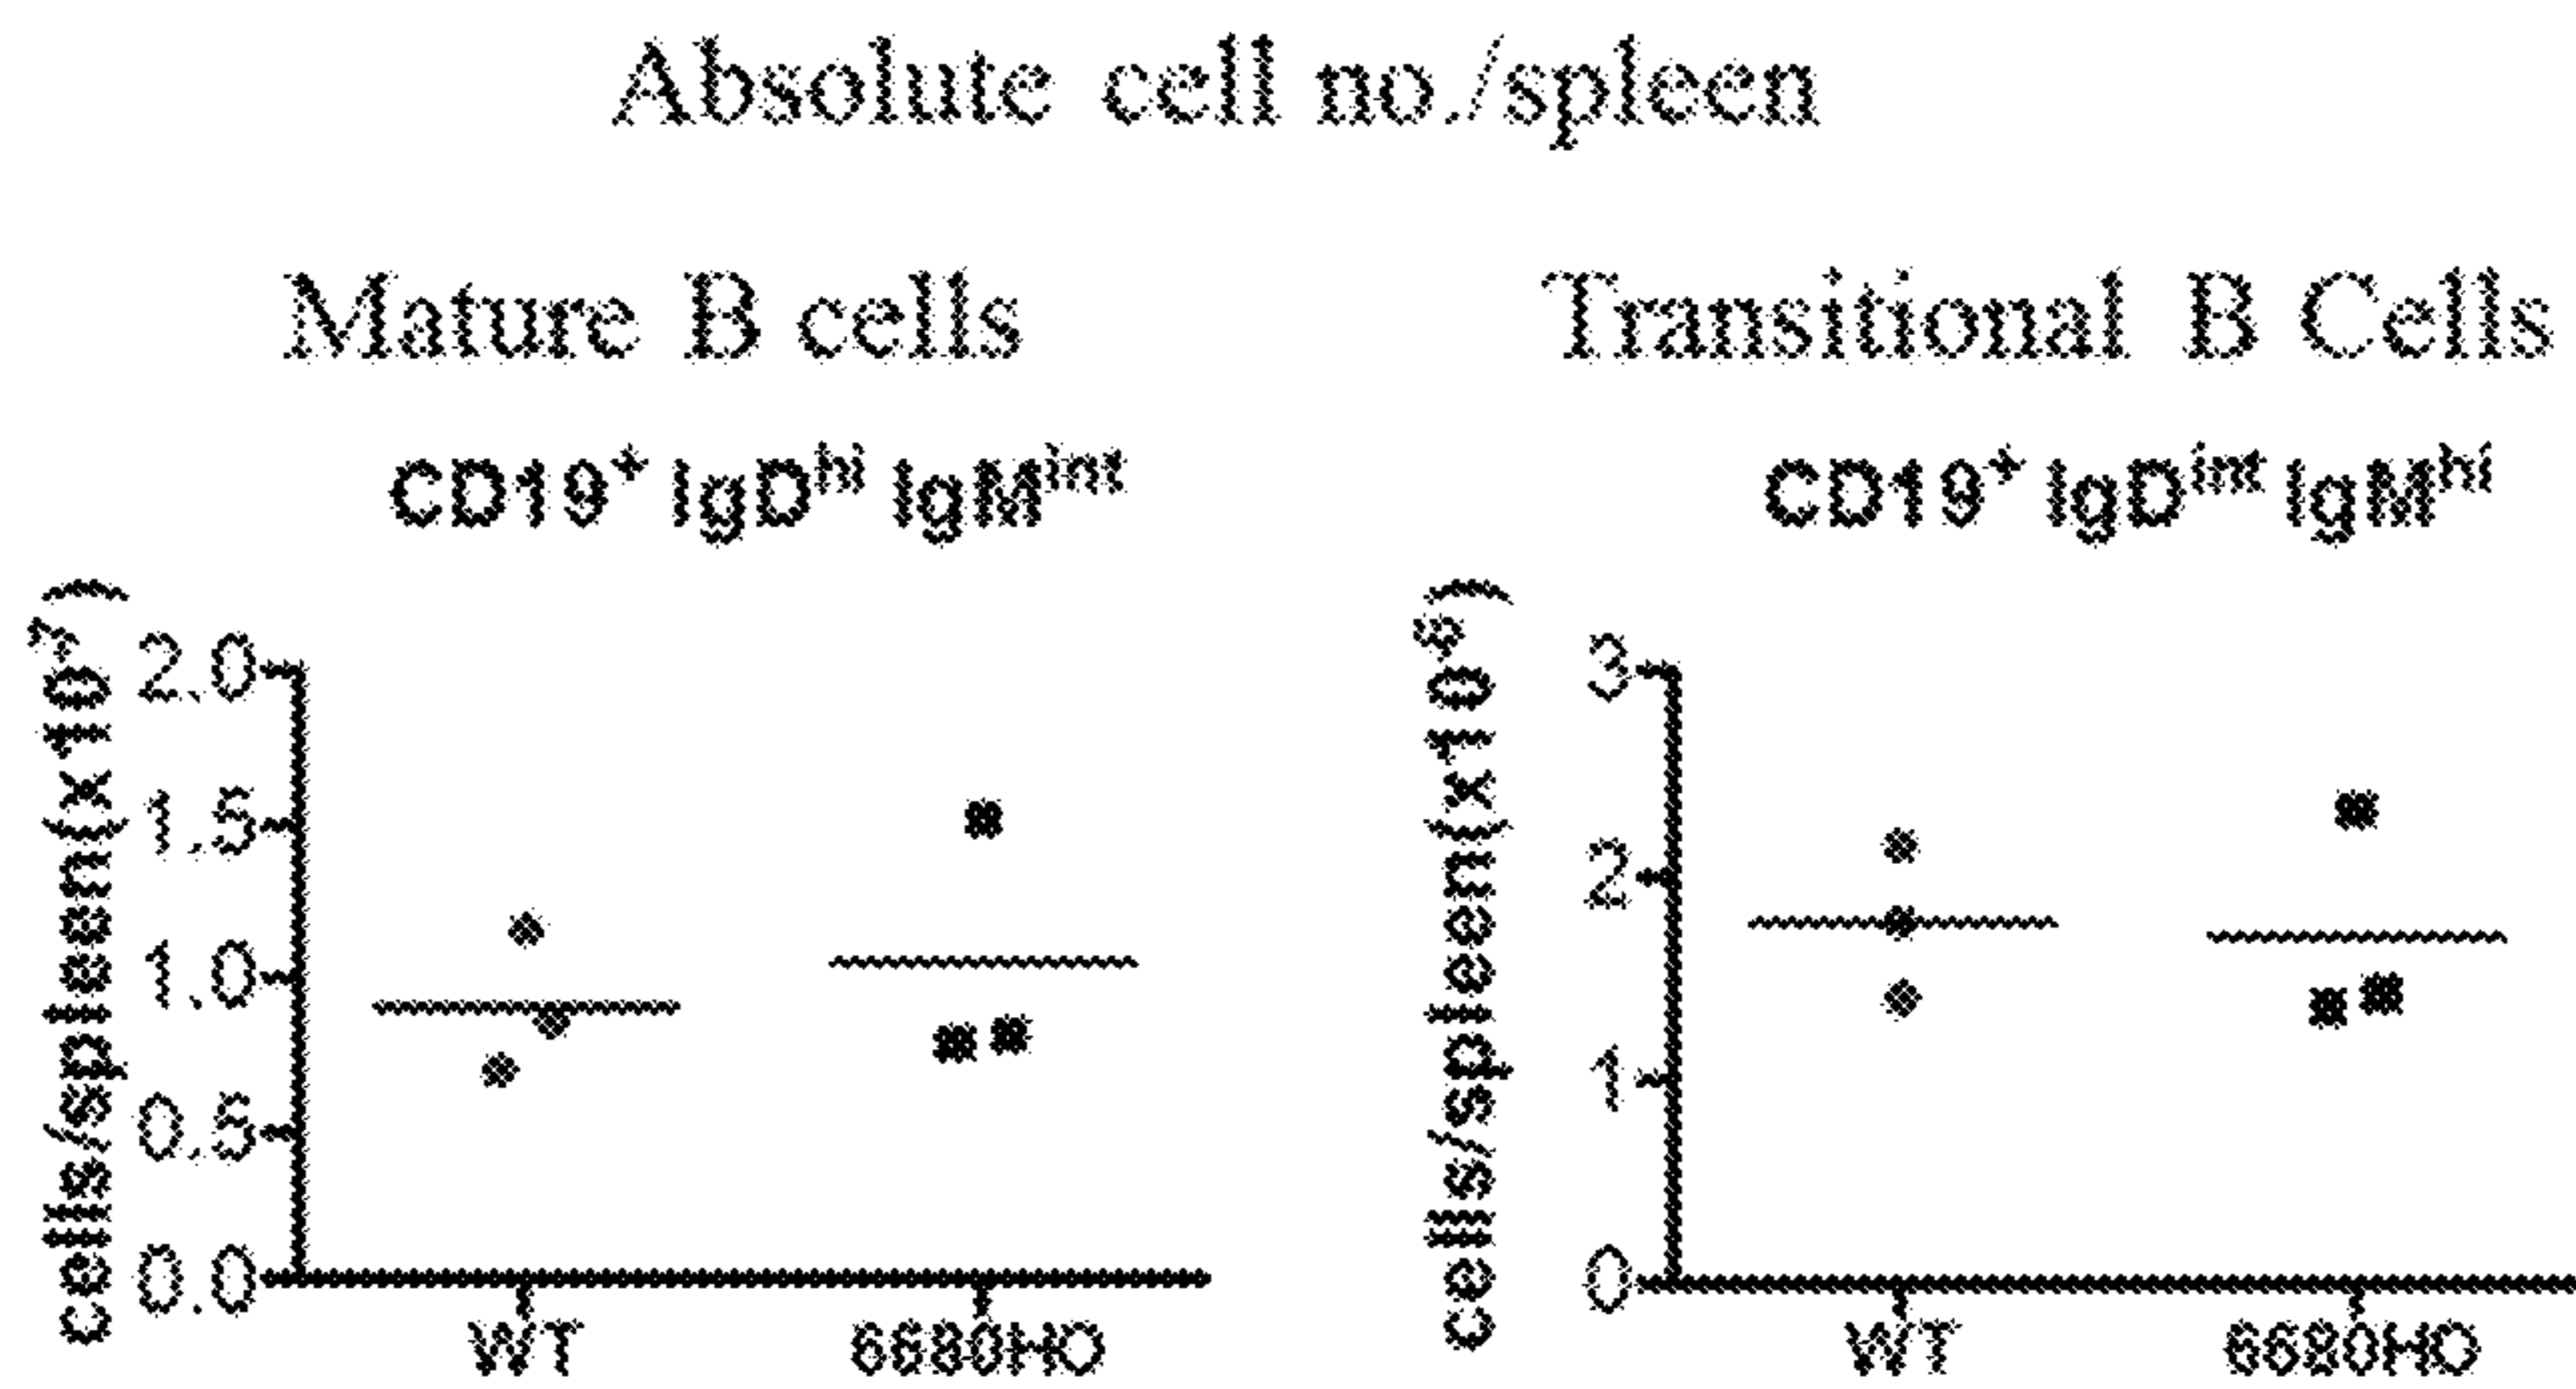 Absolute cell no./spleen
Mature B cells
CD19⁺ IgDʰⁱ IgMⁱⁿᵗ
cells/spleen(x10⁷)
2.0
1.5
1.0
0.5
0.0
WT 6680HO
Transitional B Cells
CD19⁺ IgDⁱⁿᵗ IgMʰⁱ
cells/spleen(x10⁶)
3
2
1
0
WT 6680HO